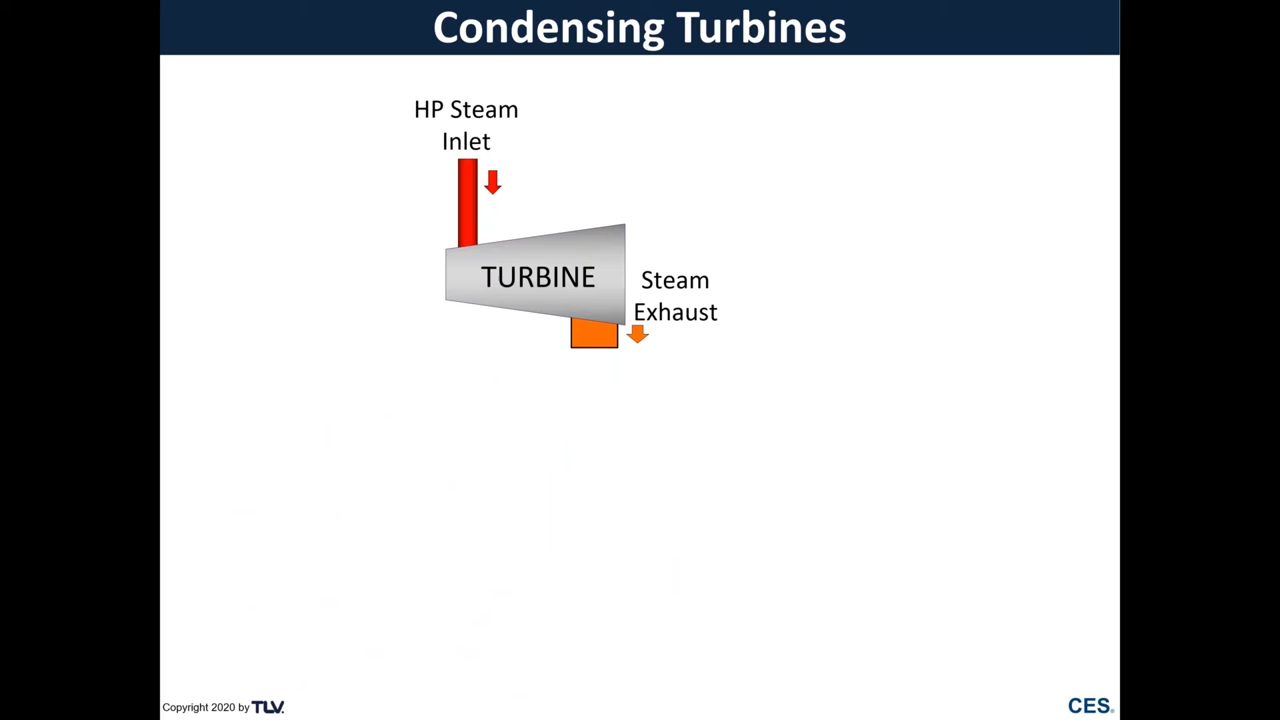 Condensing Turbines
HP Steam
Inlet
TURBINE
Steam
Exhaust
Copyright 2020 by TLV.
CES®